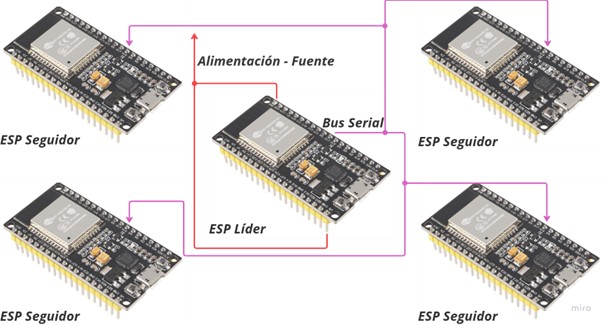 Alimentación - Fuente
Bus Serial
ESP Seguidor
ESP Seguidor
ESP Líder
ESP Seguidor
ESP Seguidor
miro